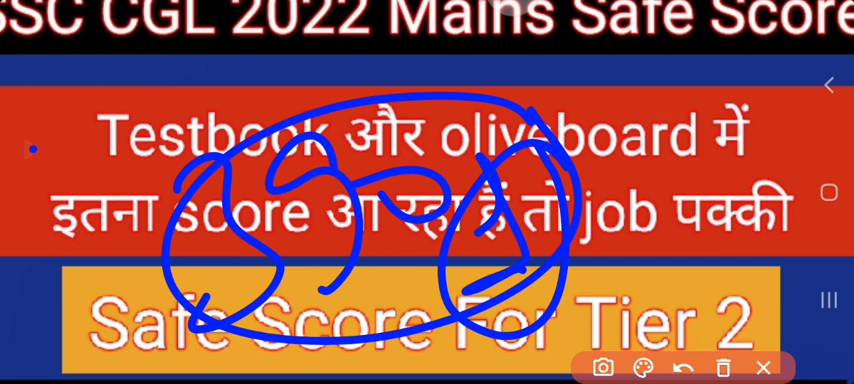 SSC CGL 2022 Mains Safe Score
Testbook और oliveboard में
इतना score आ रहा हैं तो job पक्की
Safe Score For Tier 2